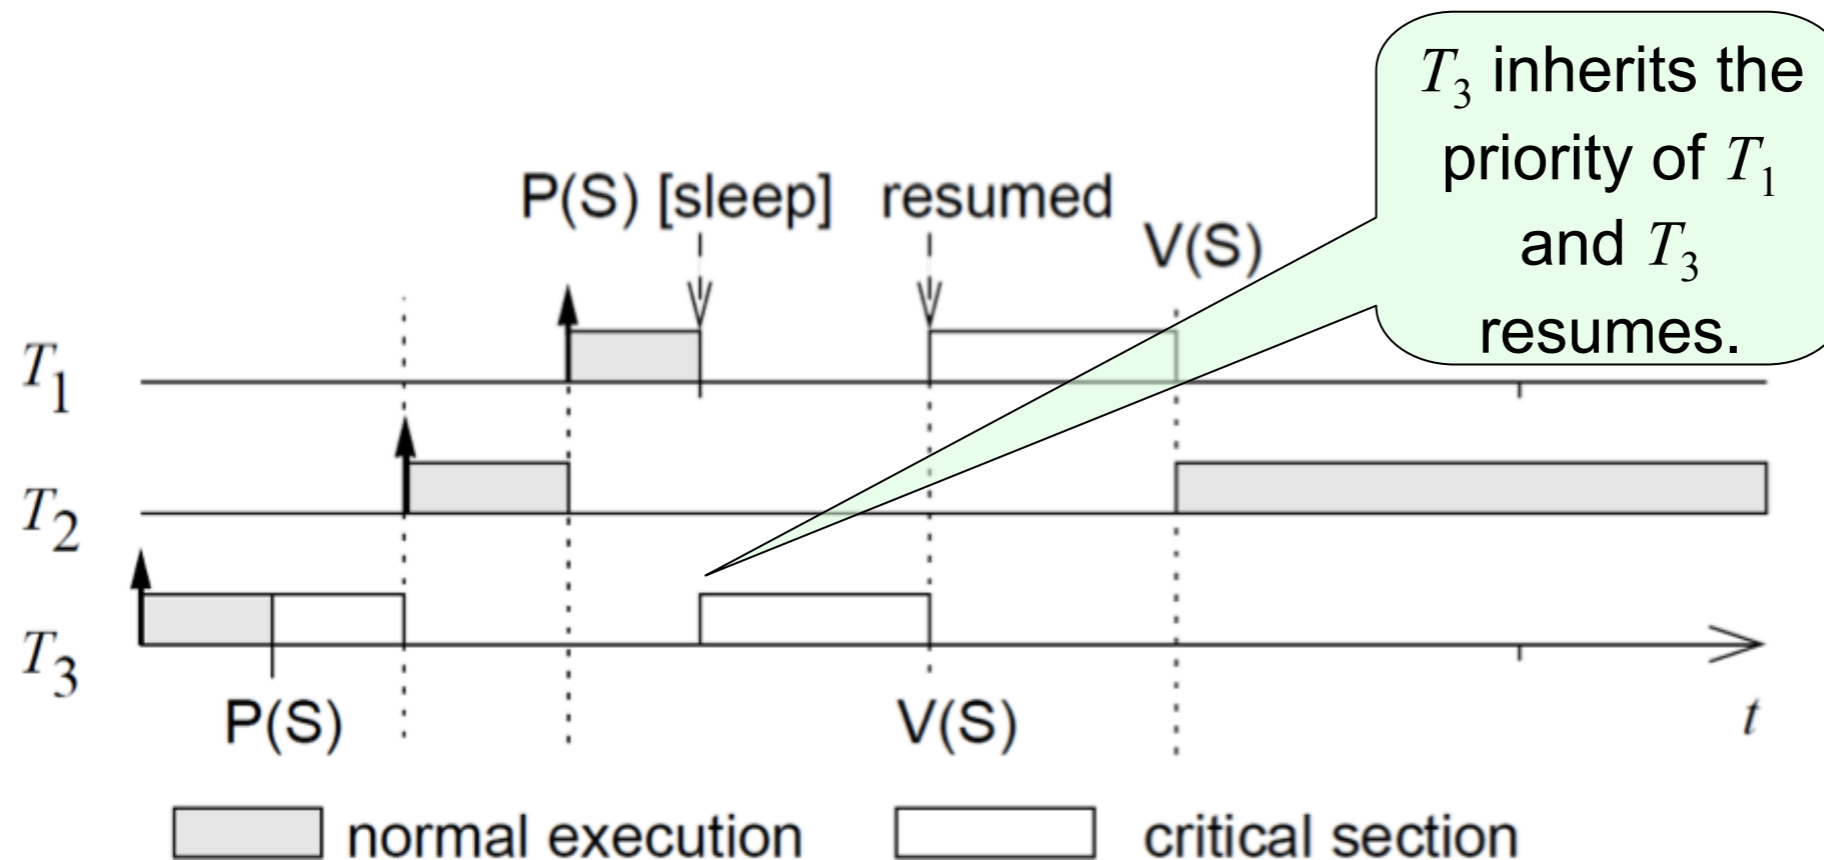 T3 inherits the
priority of T1
and T3
resumes.
P(S) [sleep] resumed
V(S)
T1
T2
T3
P(S) V(S) t
normal execution critical section